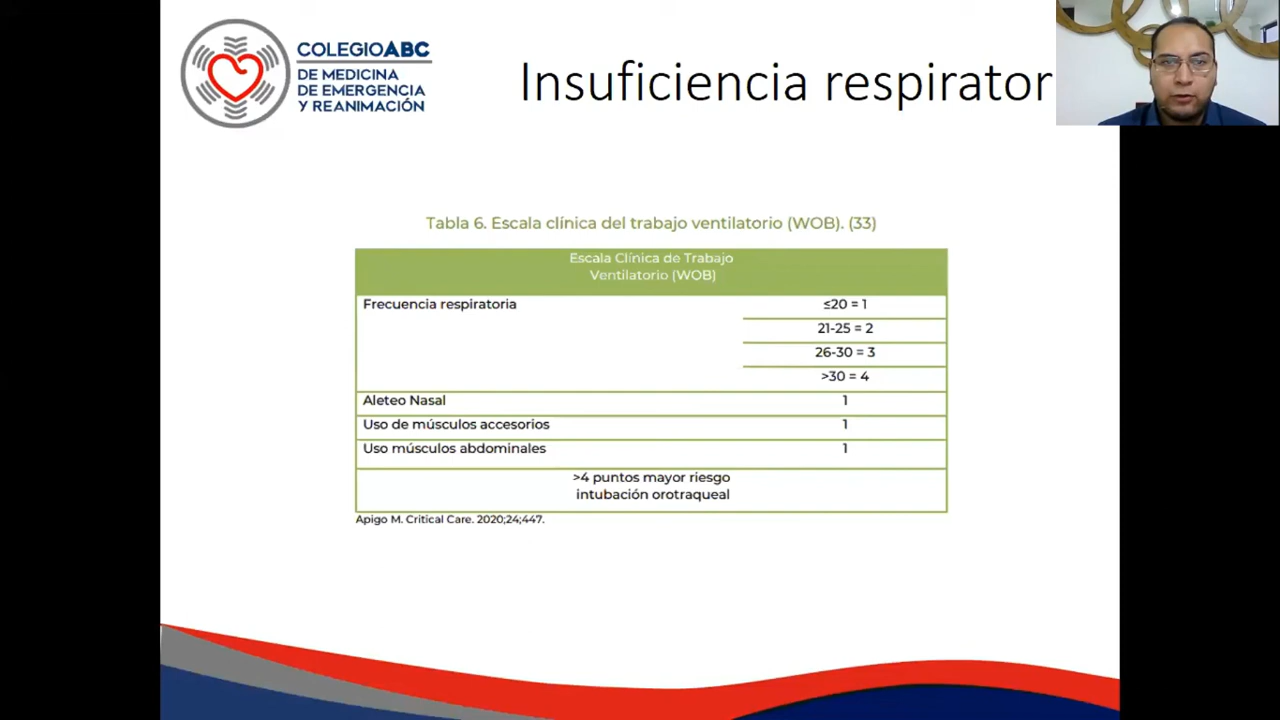 COLEGIOABC
DE MEDICINA
DE EMERGENCIA
Y REANIMACIÓN
Insuficiencia respirator
Tabla 6. Escala clínica del trabajo ventilatorio (WOB). (33)
Escala Clínica de Trabajo
Ventilatorio (WOB)
Frecuencia respiratoria ≤20 = 1
21-25 = 2
26-30 = 3
>30 = 4
Aleteo Nasal 1
Uso de músculos accesorios 1
Uso músculos abdominales 1
>4 puntos mayor riesgo
intubación orotraqueal
Apigo M. Critical Care. 2020;24;447.